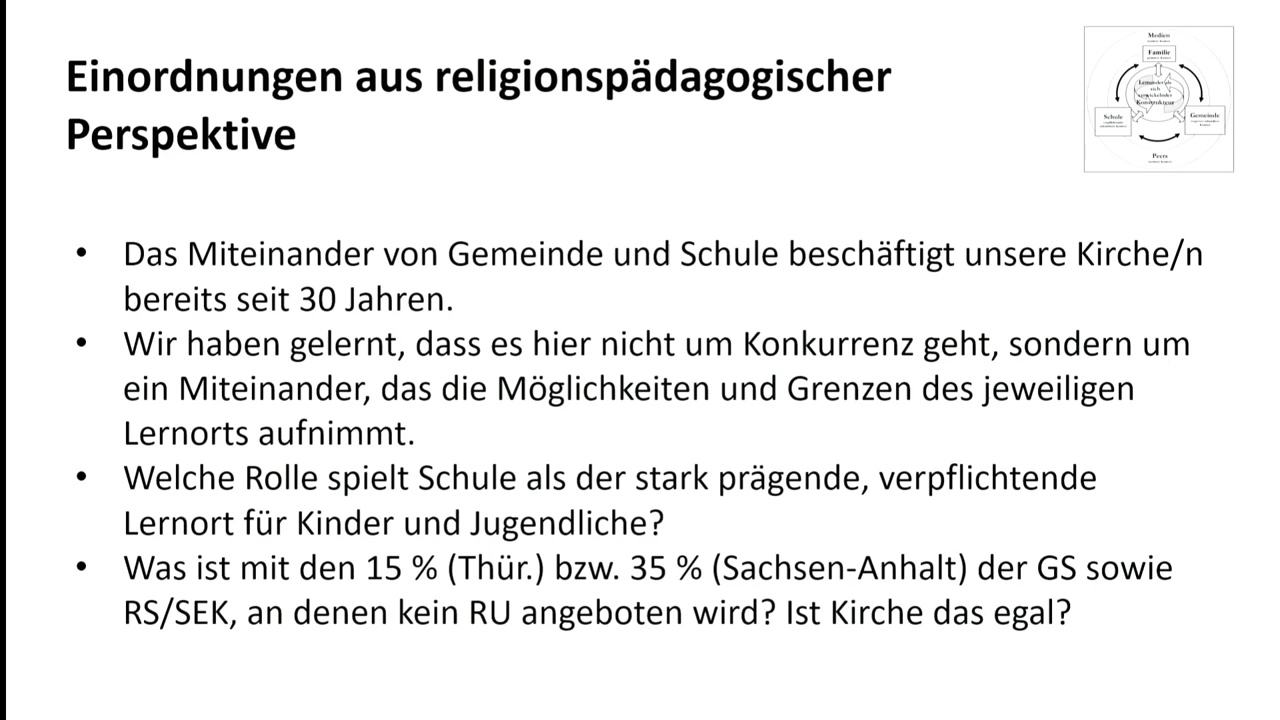 Einordnungen aus religionspädagogischer
Perspektive
Medien
Familie
Schule
Gemeinde
Peers
• Das Miteinander von Gemeinde und Schule beschäftigt unsere Kirche/n
bereits seit 30 Jahren.
• Wir haben gelernt, dass es hier nicht um Konkurrenz geht, sondern um
ein Miteinander, das die Möglichkeiten und Grenzen des jeweiligen
Lernorts aufnimmt.
• Welche Rolle spielt Schule als der stark prägende, verpflichtende
Lernort für Kinder und Jugendliche?
• Was ist mit den 15 % (Thür.) bzw. 35 % (Sachsen-Anhalt) der GS sowie
RS/SEK, an denen kein RU angeboten wird? Ist Kirche das egal?